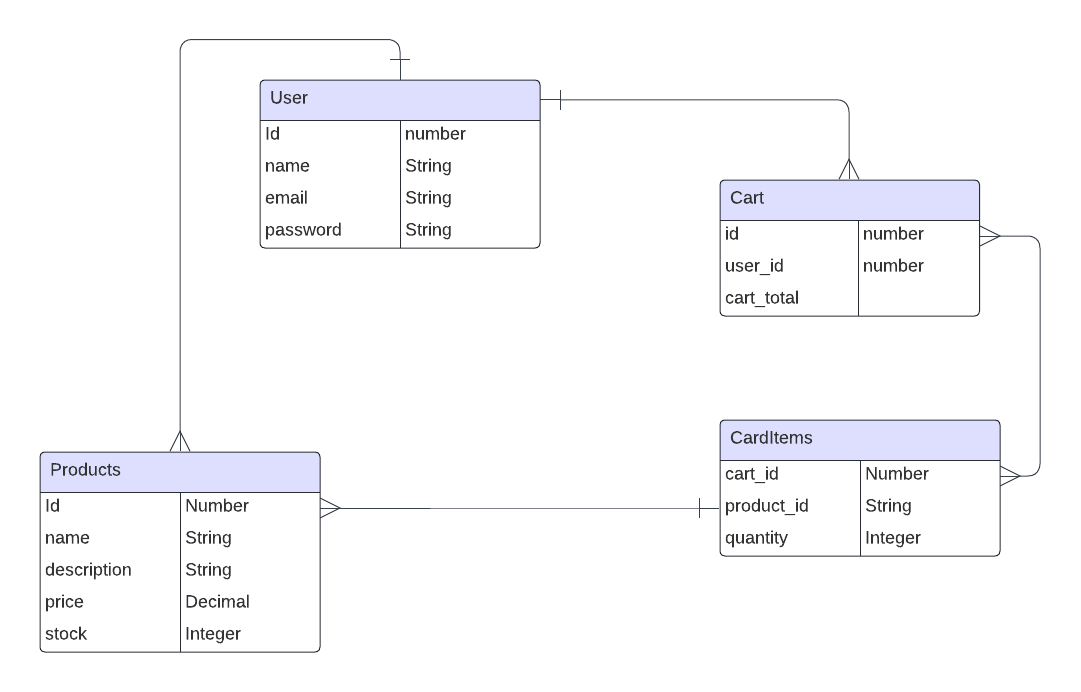 User
Id number
name String
email String
password String
Cart
id number
user_id number
cart_total
Products
Id Number
name String
description String
price Decimal
stock Integer
CardItems
cart_id Number
product_id String
quantity Integer